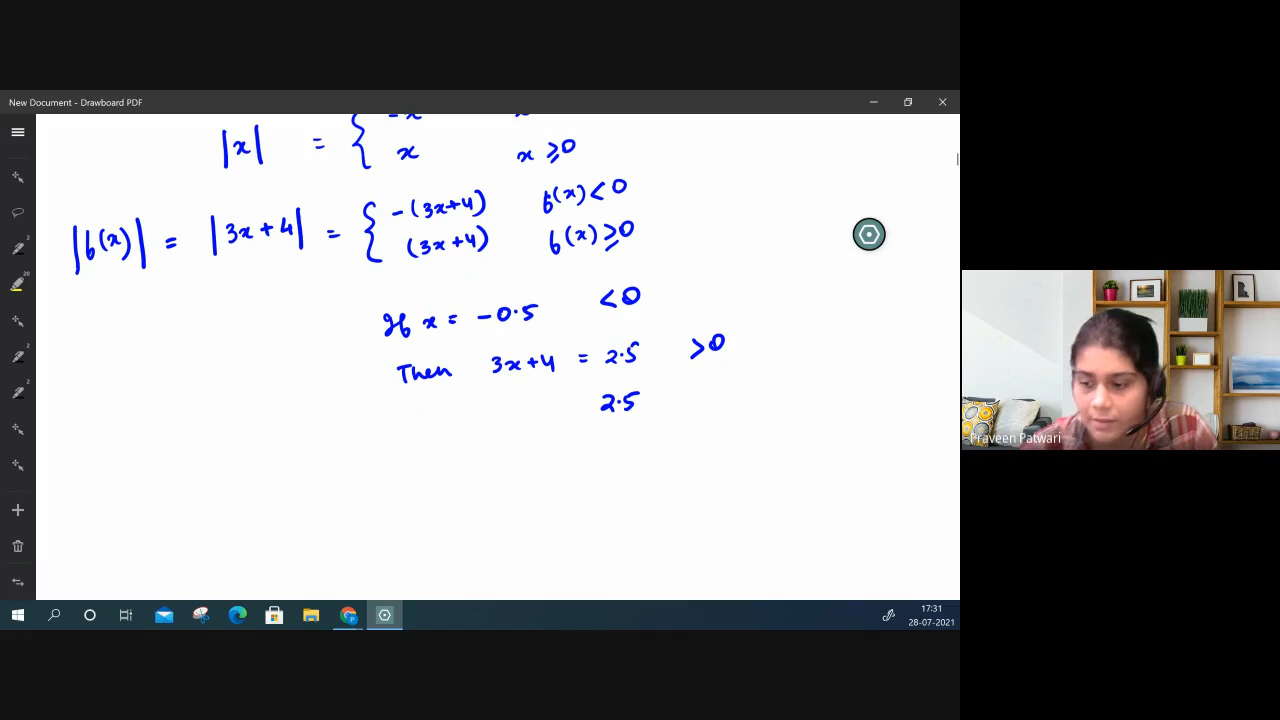 New Document - Drawboard PDF
|x| = { -x x
x x ≥ 0
|f(x)| = |3x+4| = { -(3x+4) f(x) < 0
(3x+4) f(x) ≥ 0
If x = -0.5 < 0
Then 3x+4 = 2.5 > 0
2.5
Praveen Patwari
17:31
28-07-2021